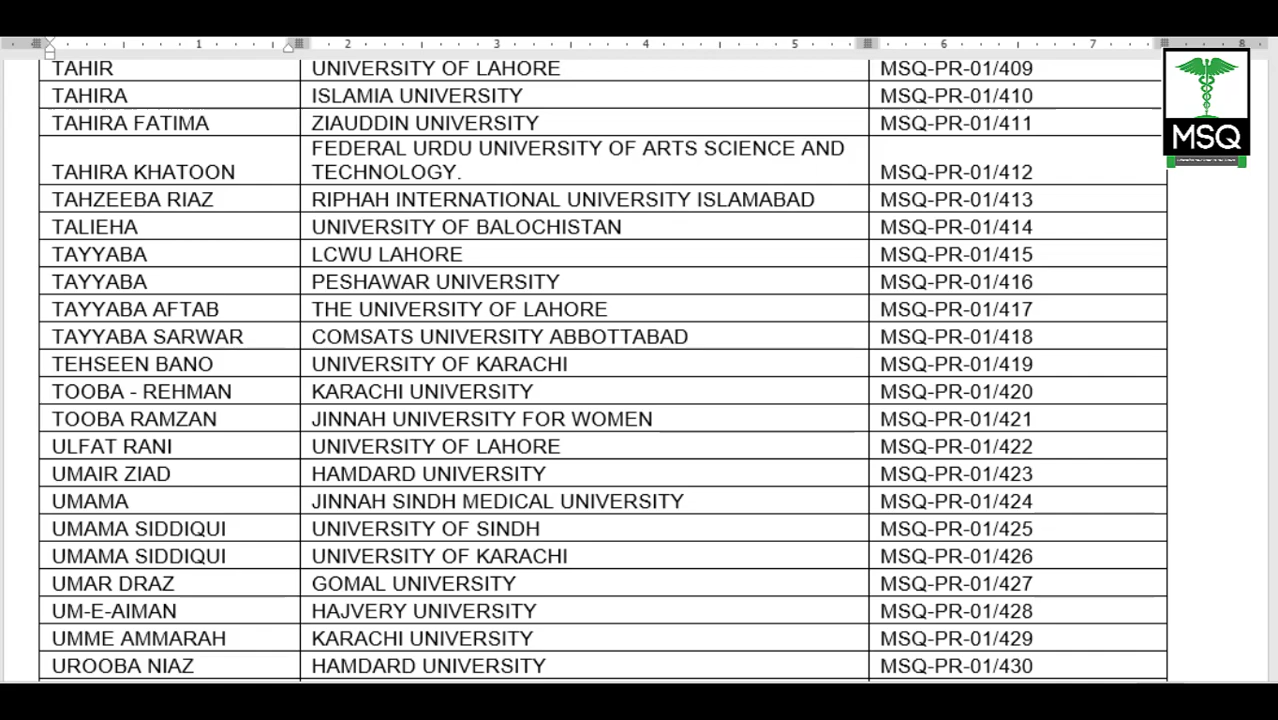 1 2 3 4 5 6 7 8
TAHIR UNIVERSITY OF LAHORE MSQ-PR-01/409
TAHIRA ISLAMIA UNIVERSITY MSQ-PR-01/410
TAHIRA FATIMA ZIAUDDIN UNIVERSITY MSQ-PR-01/411
FEDERAL URDU UNIVERSITY OF ARTS SCIENCE AND
TAHIRA KHATOON TECHNOLOGY. MSQ-PR-01/412
TAHZEEBA RIAZ RIPHAH INTERNATIONAL UNIVERSITY ISLAMABAD MSQ-PR-01/413
TALIEHA UNIVERSITY OF BALOCHISTAN MSQ-PR-01/414
TAYYABA LCWU LAHORE MSQ-PR-01/415
TAYYABA PESHAWAR UNIVERSITY MSQ-PR-01/416
TAYYABA AFTAB THE UNIVERSITY OF LAHORE MSQ-PR-01/417
TAYYABA SARWAR COMSATS UNIVERSITY ABBOTTABAD MSQ-PR-01/418
TEHSEEN BANO UNIVERSITY OF KARACHI MSQ-PR-01/419
TOOBA - REHMAN KARACHI UNIVERSITY MSQ-PR-01/420
TOOBA RAMZAN JINNAH UNIVERSITY FOR WOMEN MSQ-PR-01/421
ULFAT RANI UNIVERSITY OF LAHORE MSQ-PR-01/422
UMAIR ZIAD HAMDARD UNIVERSITY MSQ-PR-01/423
UMAMA JINNAH SINDH MEDICAL UNIVERSITY MSQ-PR-01/424
UMAMA SIDDIQUI UNIVERSITY OF SINDH MSQ-PR-01/425
UMAMA SIDDIQUI UNIVERSITY OF KARACHI MSQ-PR-01/426
UMAR DRAZ GOMAL UNIVERSITY MSQ-PR-01/427
UM-E-AIMAN HAJVERY UNIVERSITY MSQ-PR-01/428
UMME AMMARAH KARACHI UNIVERSITY MSQ-PR-01/429
UROOBA NIAZ HAMDARD UNIVERSITY MSQ-PR-01/430
MSQ